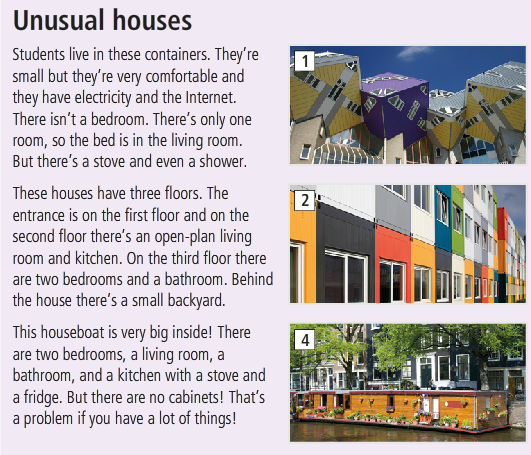 Unusual houses
Students live in these containers. They're
small but they're very comfortable and
they have electricity and the Internet.
There isn't a bedroom. There's only one
room, so the bed is in the living room.
But there's a stove and even a shower.
These houses have three floors. The
entrance is on the first floor and on the
second floor there's an open-plan living
room and kitchen. On the third floor there
are two bedrooms and a bathroom. Behind
the house there's a small backyard.
This houseboat is very big inside! There
are two bedrooms, a living room, a
bathroom, and a kitchen with a stove and
a fridge. But there are no cabinets! That's
a problem if you have a lot of things!
1
2
4